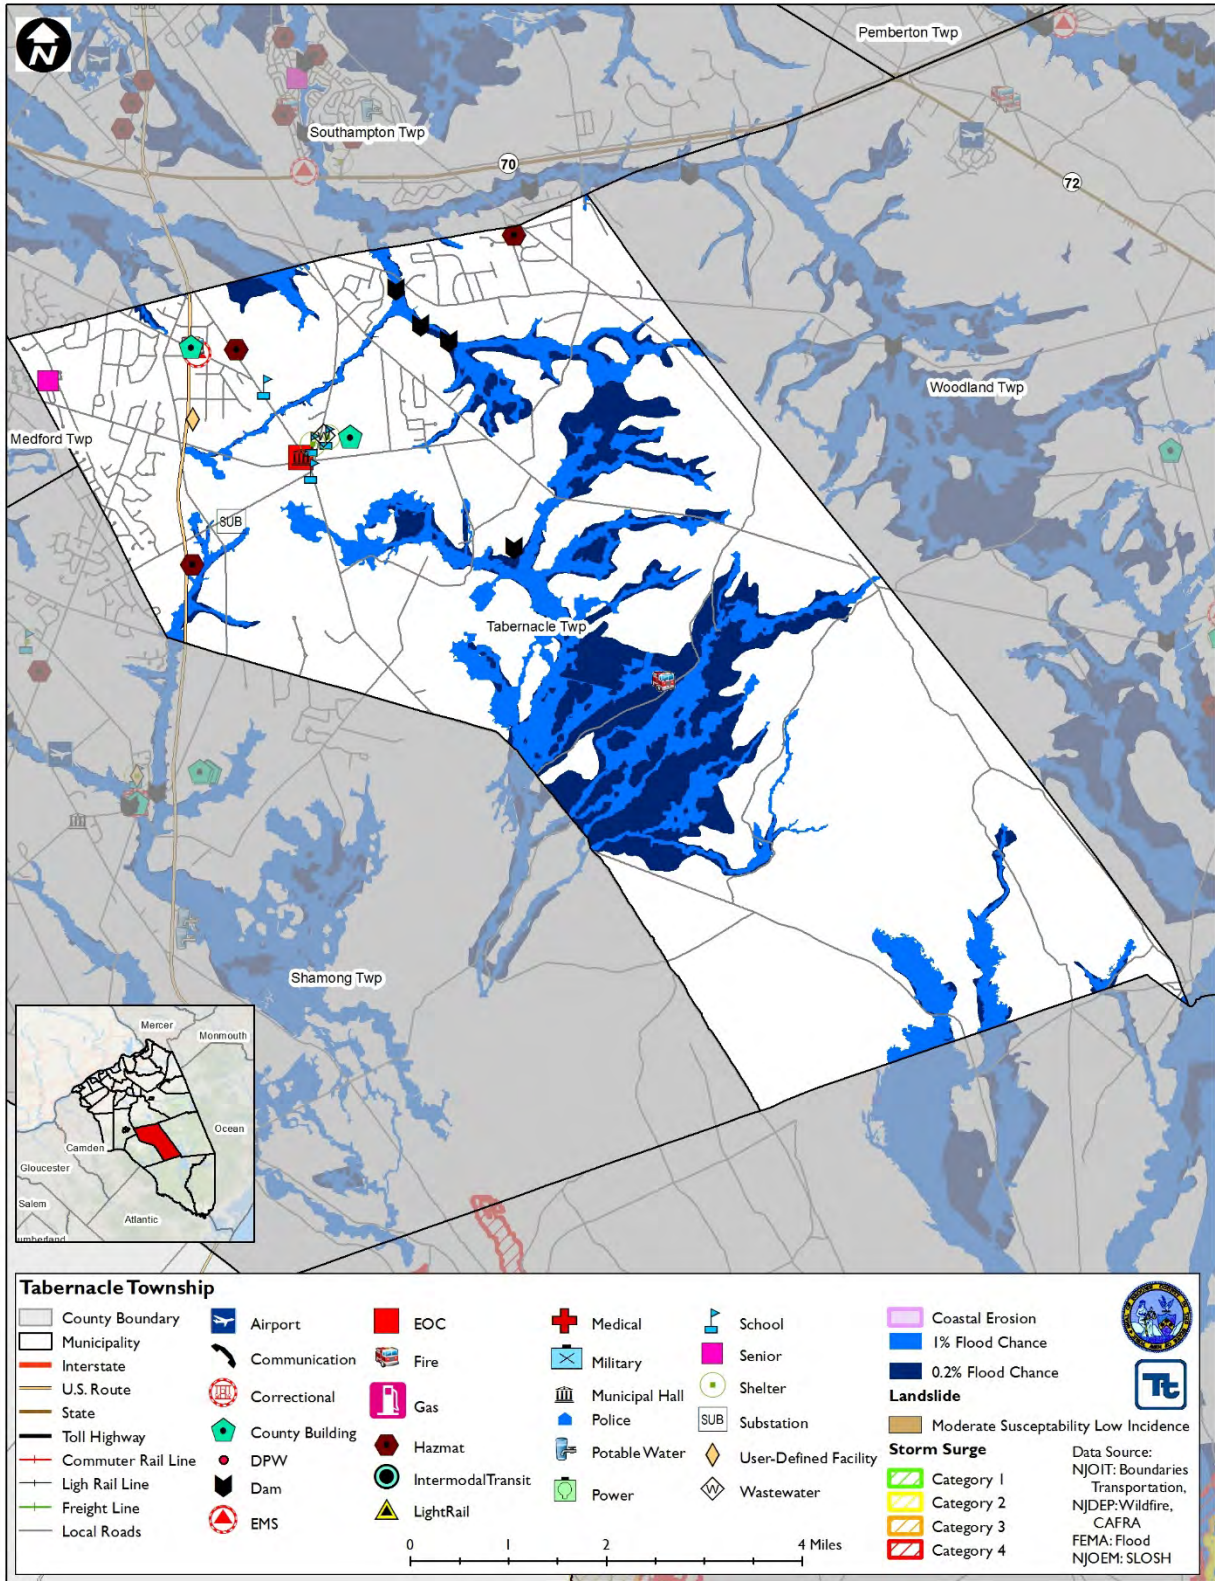 N
Pemberton Twp
Southampton Twp
70
72
Woodland Twp
Medford Twp
SUB
Tabernacle Twp
Shamong Twp
Mercer
Monmouth
Ocean
Camden
Gloucester
Salem
Atlantic
umberland
Tabernacle Township
County Boundary
Municipality
Interstate
U.S. Route
State
Toll Highway
Commuter Rail Line
Ligh Rail Line
Freight Line
Local Roads
Airport
Communication
Correctional
County Building
DPW
Dam
EMS
EOC
Fire
Gas
Hazmat
IntermodalTransit
LightRail
Medical
Military
Municipal Hall
Police
Potable Water
Power
School
Senior
Shelter
SUB Substation
User-Defined Facility
W Wastewater
0 1 2 4 Miles
Coastal Erosion
1% Flood Chance
0.2% Flood Chance
Landslide
Moderate Susceptability Low Incidence
Storm Surge
Category 1
Category 2
Category 3
Category 4
Data Source:
NJOIT: Boundaries
Transportation,
NJDEP: Wildfire,
CAFRA
FEMA: Flood
NJOEM: SLOSH
Tt